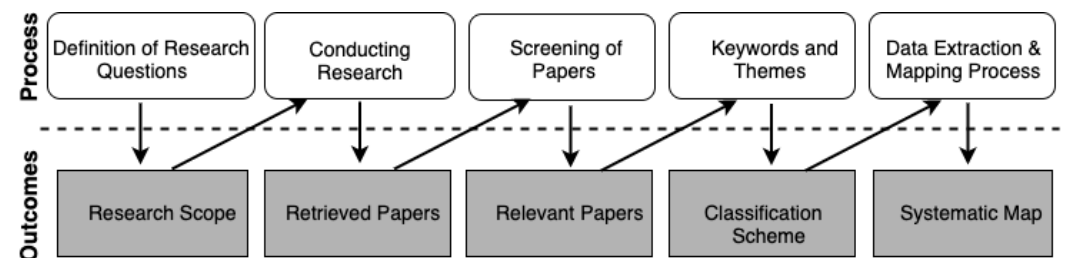 Process
Definition of Research
Questions
Conducting
Research
Screening of
Papers
Keywords and
Themes
Data Extraction &
Mapping Process
Outcomes
Research Scope
Retrieved Papers
Relevant Papers
Classification
Scheme
Systematic Map